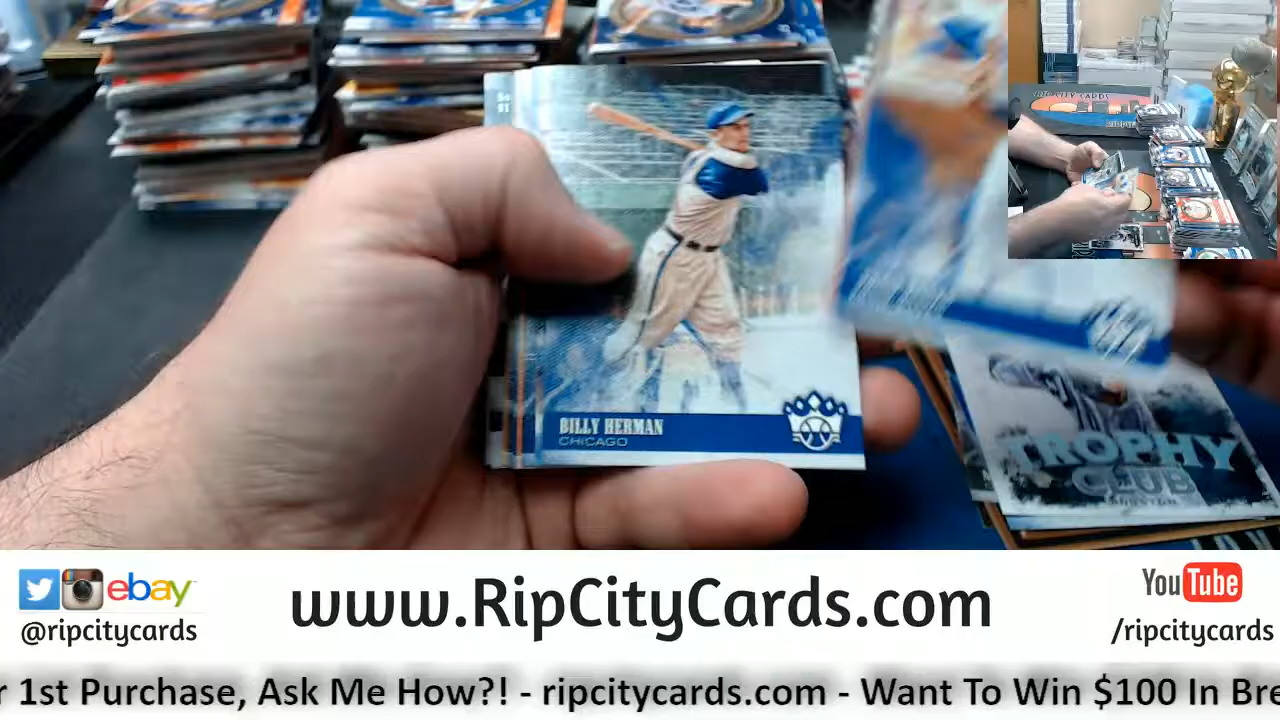 BILLY HERMAN
CHICAGO
TROPHY
CLUB
ebay
@ripcitycards
www.RipCityCards.com
YouTube
/ripcitycards
r 1st Purchase, Ask Me How?! - ripcitycards.com - Want To Win $100 In Bre